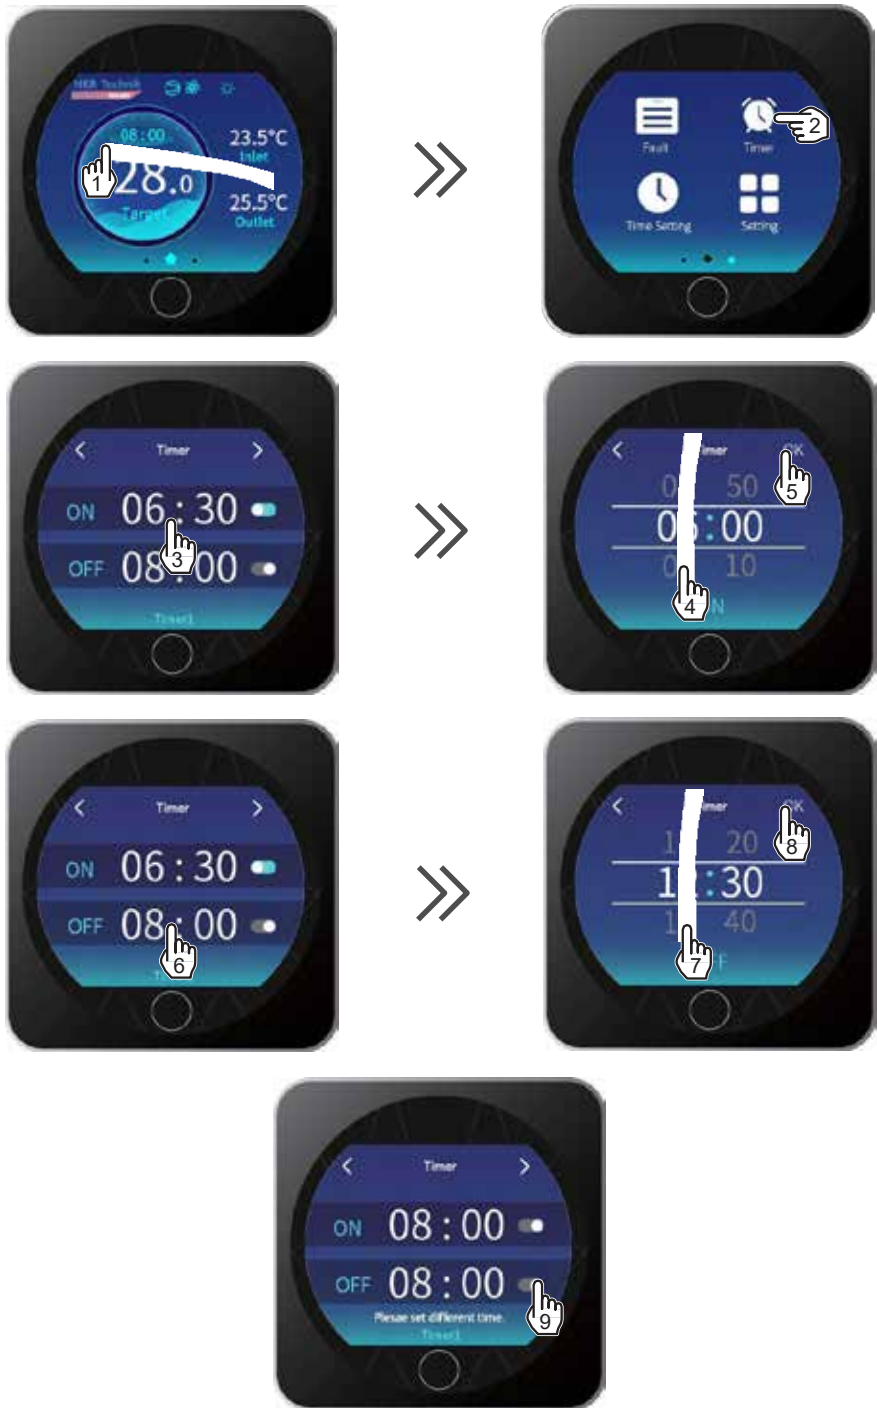 MKR Technik
08:00
28.0
Target
23.5°C
Inlet
25.5°C
Outlet
1
Fault
Timer
Time Setting
Setting
2
< Timer >
ON 06:30
OFF 08:00
Timer1
3
< OK
50
:00
10
4
5
< Timer >
ON 06:30
OFF 08:00
6
< OK
20
:30
40
7
8
< Timer >
ON 08:00
OFF 08:00
Plesae set different time.
Timer1
9